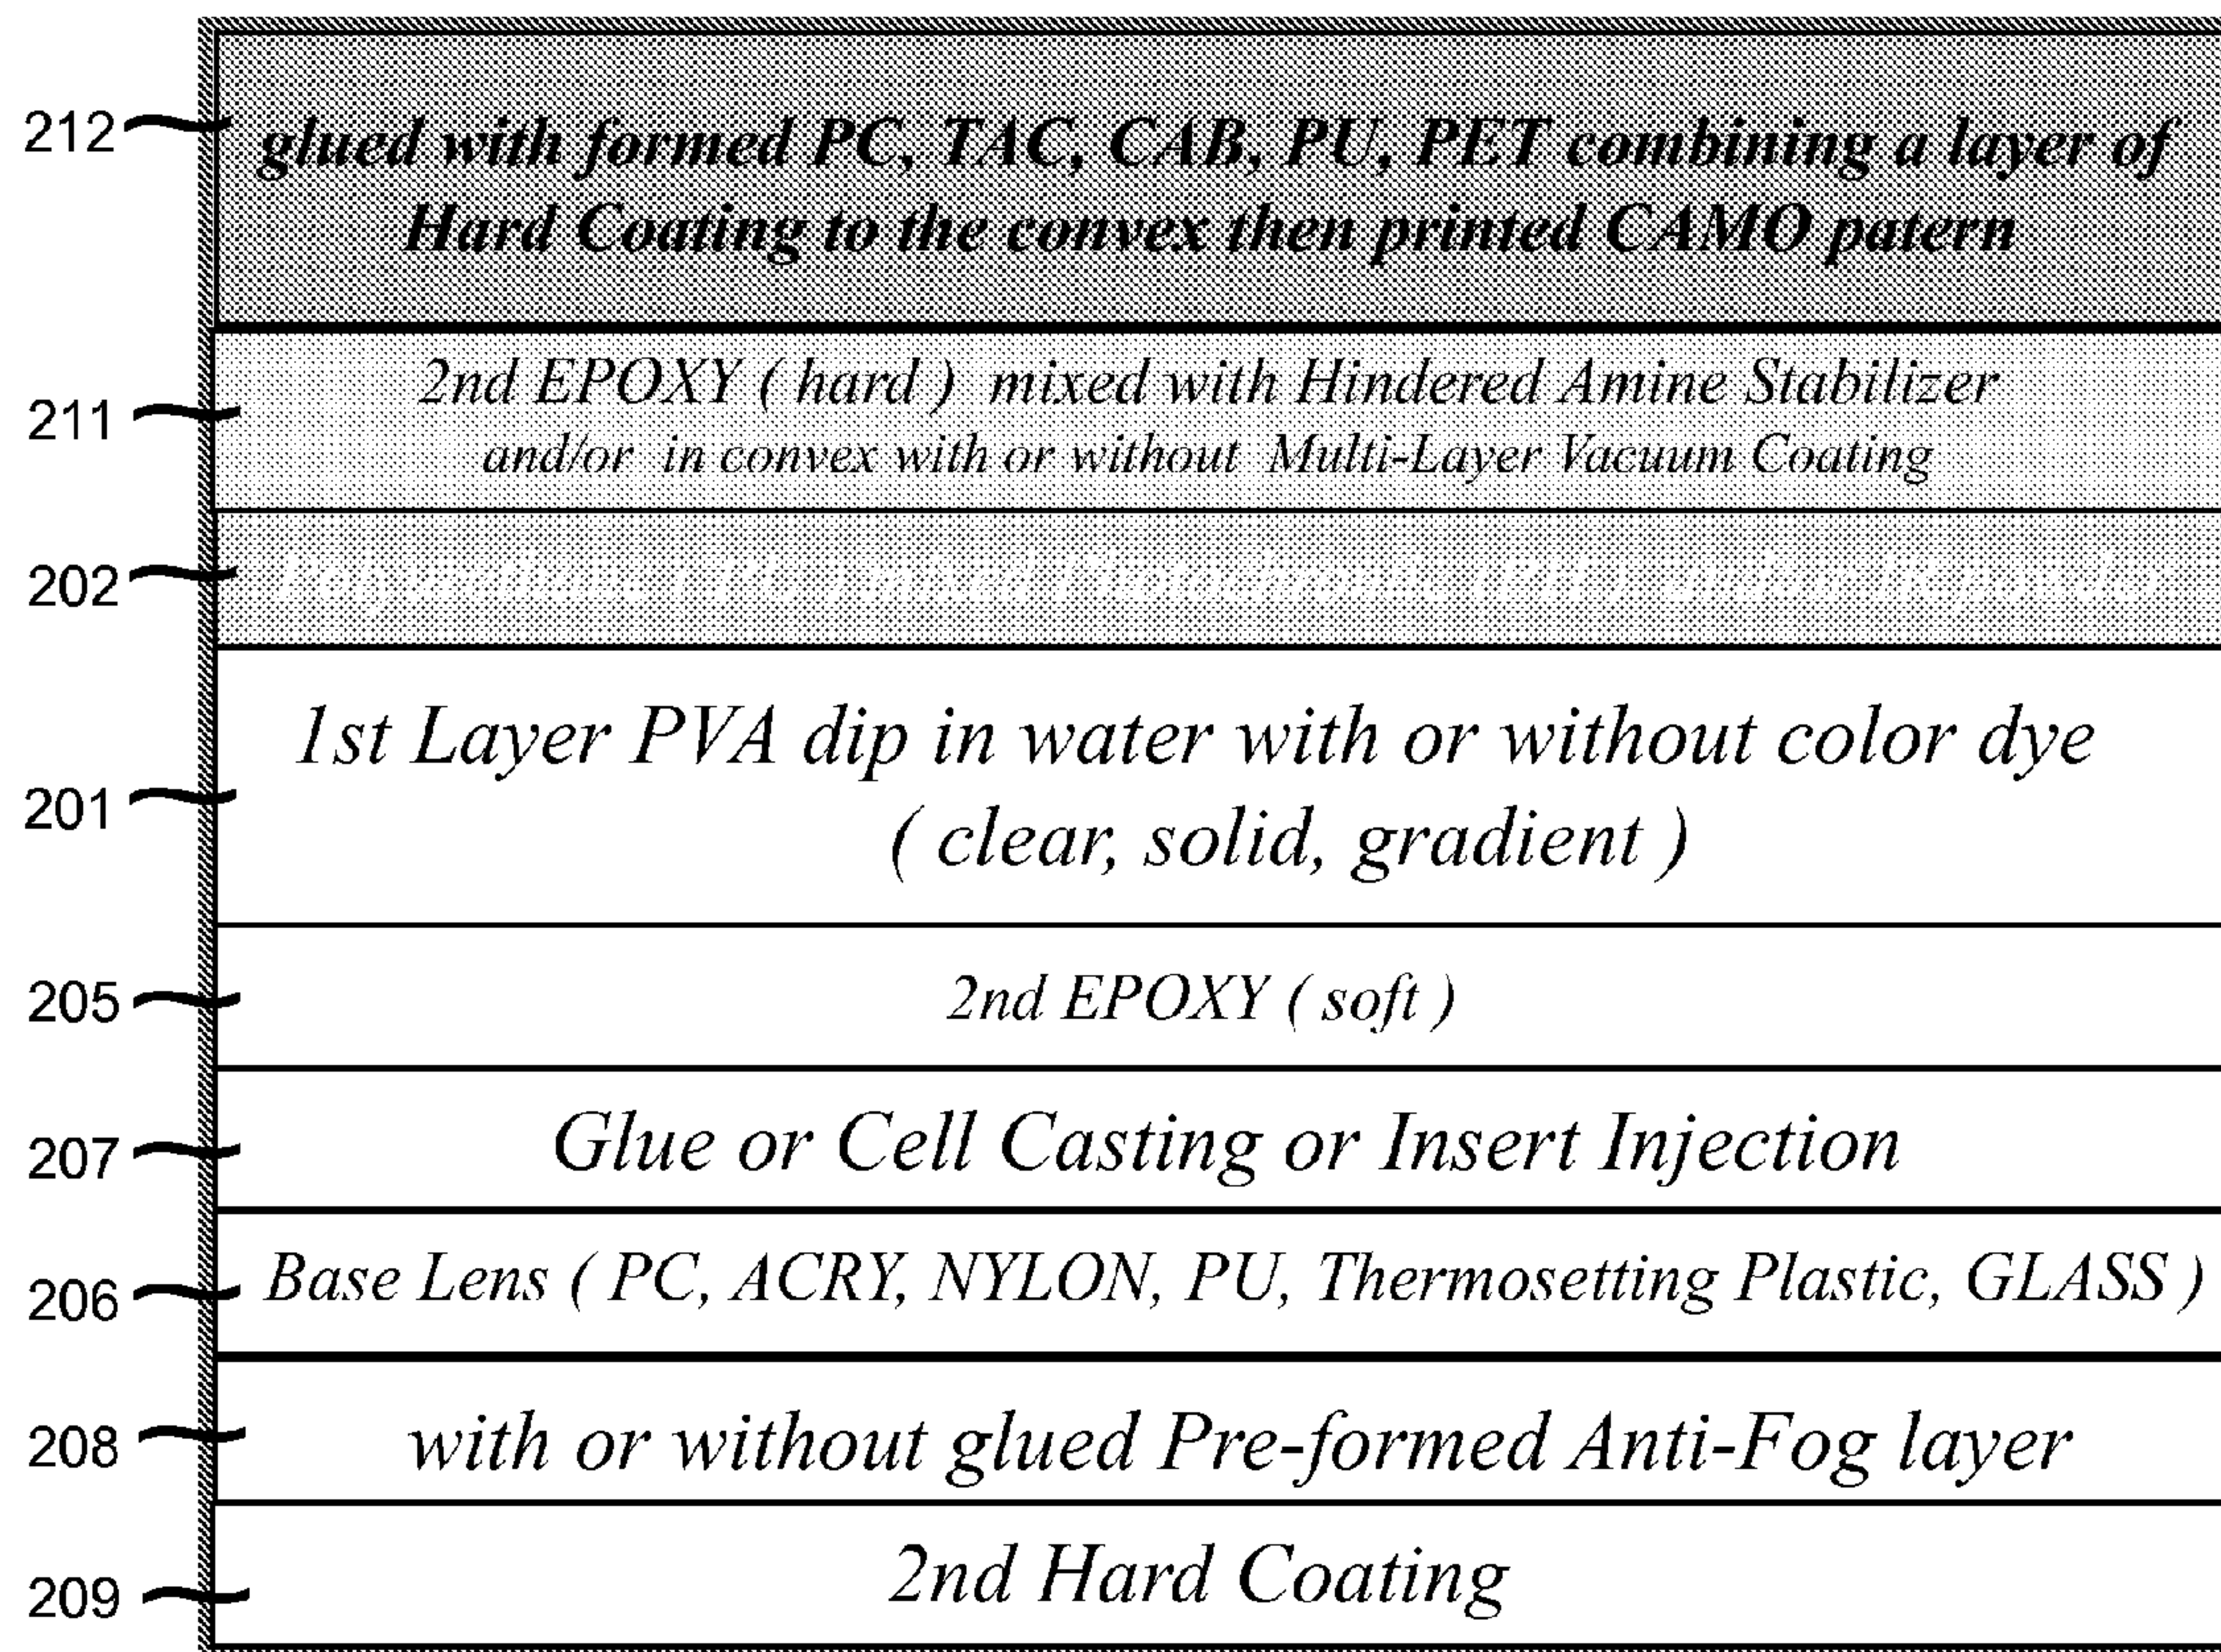 212
glued with formed PC, TAC, CAB, PU, PET combining a layer of
Hard Coating to the convex then printed CAMO patern
211
2nd EPOXY ( hard ) mixed with Hindered Amine Stabilizer
and/or in convex with or without Multi-Layer Vacuum Coating
202
201
1st Layer PVA dip in water with or without color dye
( clear, solid, gradient )
205
2nd EPOXY ( soft )
207
Glue or Cell Casting or Insert Injection
206
Base Lens ( PC, ACRY, NYLON, PU, Thermosetting Plastic, GLASS )
208
with or without glued Pre-formed Anti-Fog layer
209
2nd Hard Coating